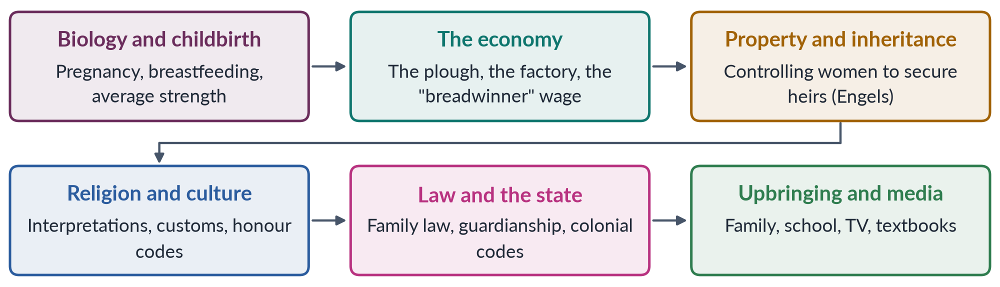 Biology and childbirth
Pregnancy, breastfeeding,
average strength
The economy
The plough, the factory, the
"breadwinner" wage
Property and inheritance
Controlling women to secure
heirs (Engels)
Religion and culture
Interpretations, customs, honour
codes
Law and the state
Family law, guardianship, colonial
codes
Upbringing and media
Family, school, TV, textbooks